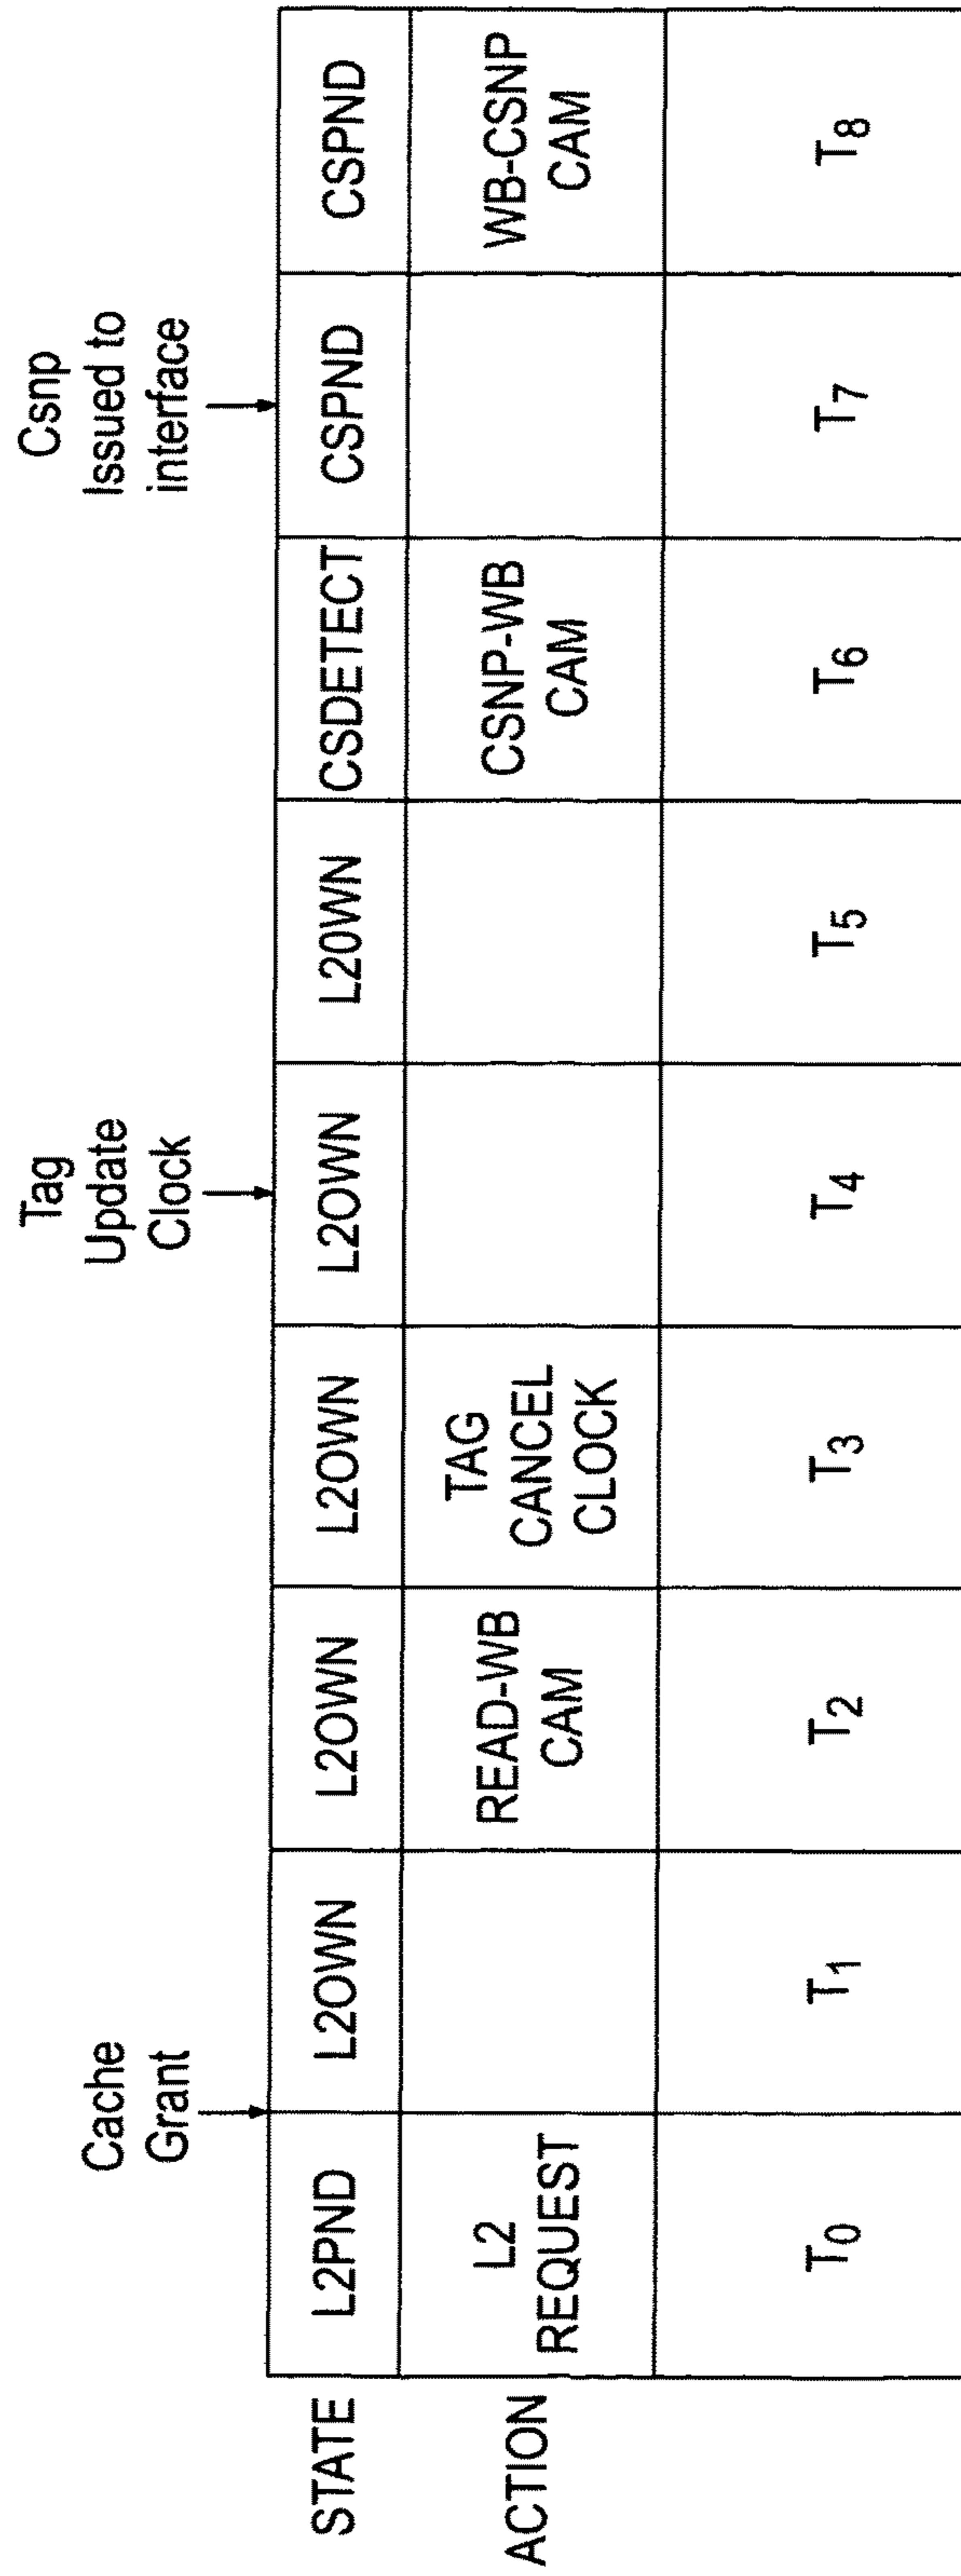 Cache
Grant
Tag
Update
Clock
Csnp
Issued to
interface
STATE
L2PND
L2OWN
L2OWN
L2OWN
L2OWN
L20WN
CSDETECT
CSPND
CSPND
ACTION
L2
REQUEST
READ-WB
CAM
TAG
CANCEL
CLOCK
CSNP-WB
CAM
WB-CSNP
CAM
T0
T1
T2
T3
T4
T5
T6
T7
T8